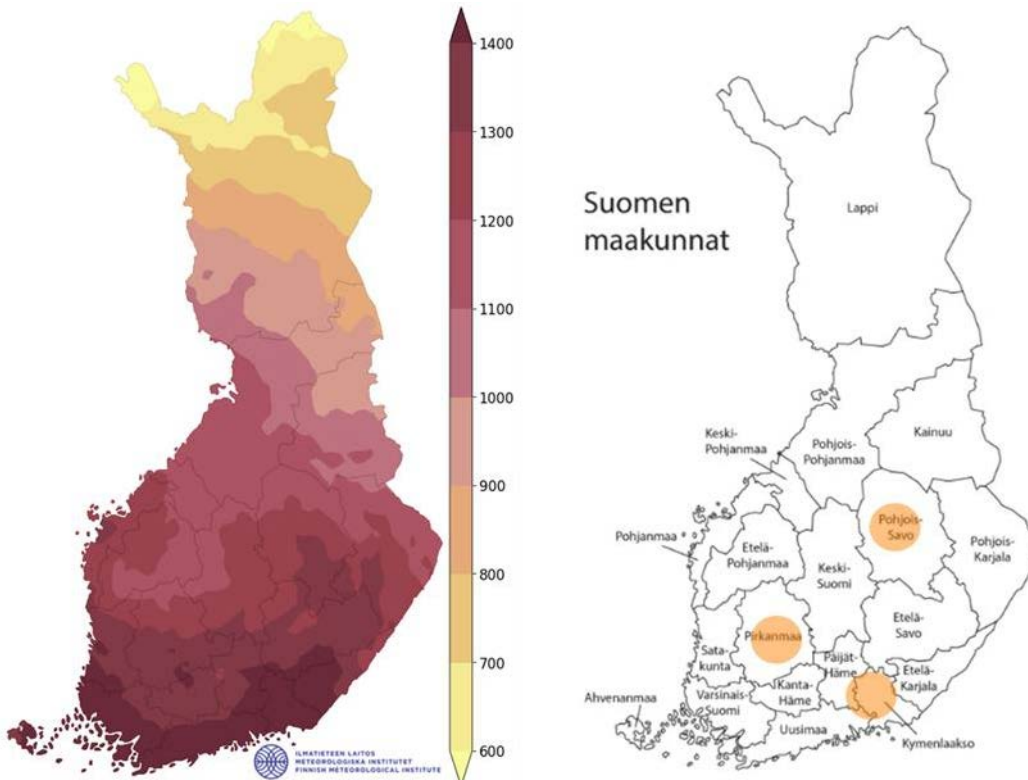 1400
1300
1200
1100
1000
900
800
700
600
ILMATIETEEN LAITOS
METEOROLOGISKA INSTITUTET
FINNISH METEOROLOGICAL INSTITUTE
Suomen
maakunnat
Lappi
Kainuu
Keski-
Pohjanmaa
Pohjois-
Pohjanmaa
Pohjois-
Savo
Pohjanmaa
Etelä-
Pohjanmaa
Keski-
Suomi
Pohjois-
Karjala
Etelä-
Savo
Pirkanmaa
Sata-
kunta
Päijät-
Häme
Etelä-
Karjala
Ahvenanmaa
Varsinais-
Suomi
Kanta-
Häme
Uusimaa
Kymenlaakso